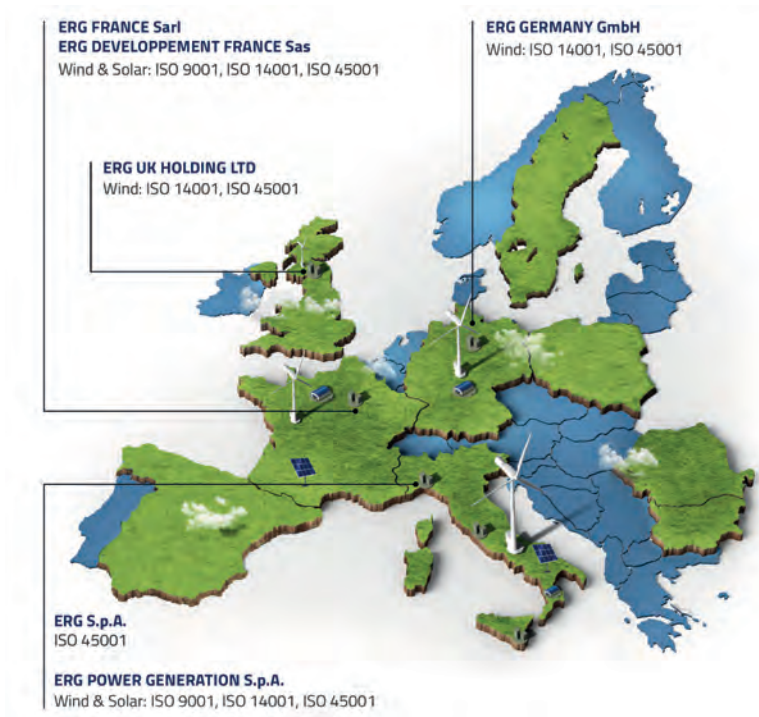 ERG FRANCE Sarl
ERG DEVELOPPEMENT FRANCE Sas
Wind & Solar: ISO 9001, ISO 14001, ISO 45001
ERG GERMANY GmbH
Wind: ISO 14001, ISO 45001
ERG UK HOLDING LTD
Wind: ISO 14001, ISO 45001
ERG S.p.A.
ISO 45001
ERG POWER GENERATION S.p.A.
Wind & Solar: ISO 9001, ISO 14001, ISO 45001